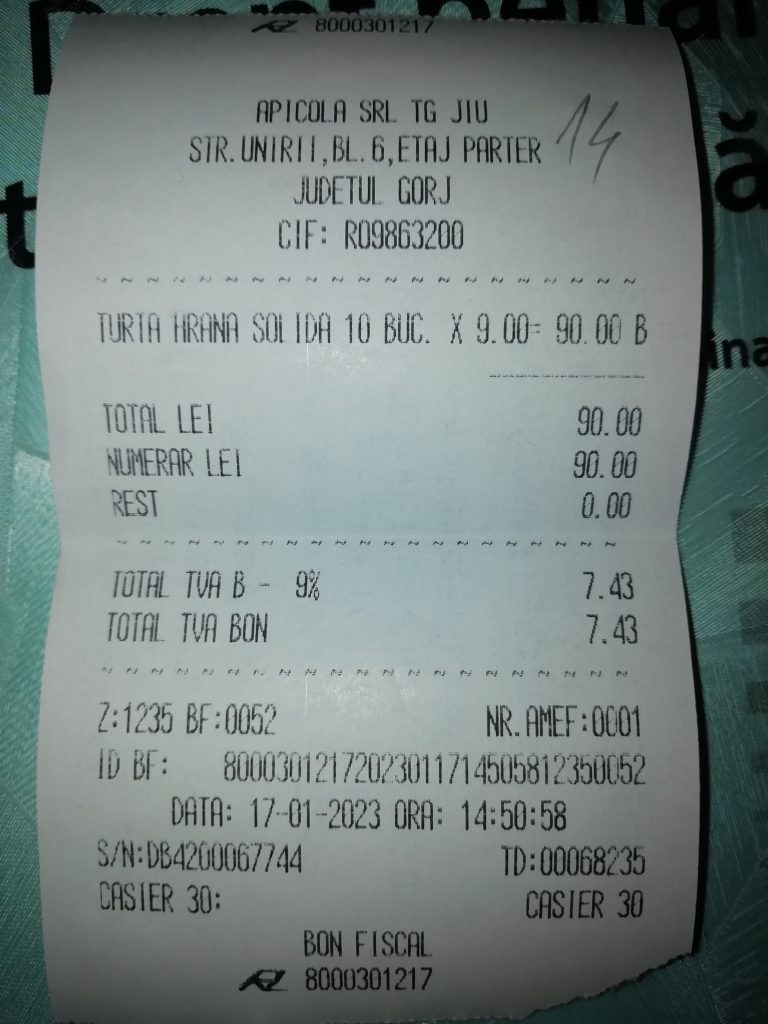 8000301217
APICOLA SRL TG JIU
14
STR.UNIRII,BL.6,ETAJ PARTER
JUDETUL GORJ
CIF: RO9863200
TURTA HRANA SOLIDA 10 BUC. X 9.00= 90.00 B
TOTAL LEI 90.00
NUMERAR LEI 90.00
REST 0.00
TOTAL TVA B - 9% 7.43
TOTAL TVA BON 7.43
Z:1235 BF:0052 NR.AMEF:0001
ID BF: 80003012172023011714505812350052
DATA: 17-01-2023 ORA: 14:50:58
S/N:DB4200067744 TD:00068235
CASIER 30: CASIER 30
BON FISCAL
8000301217